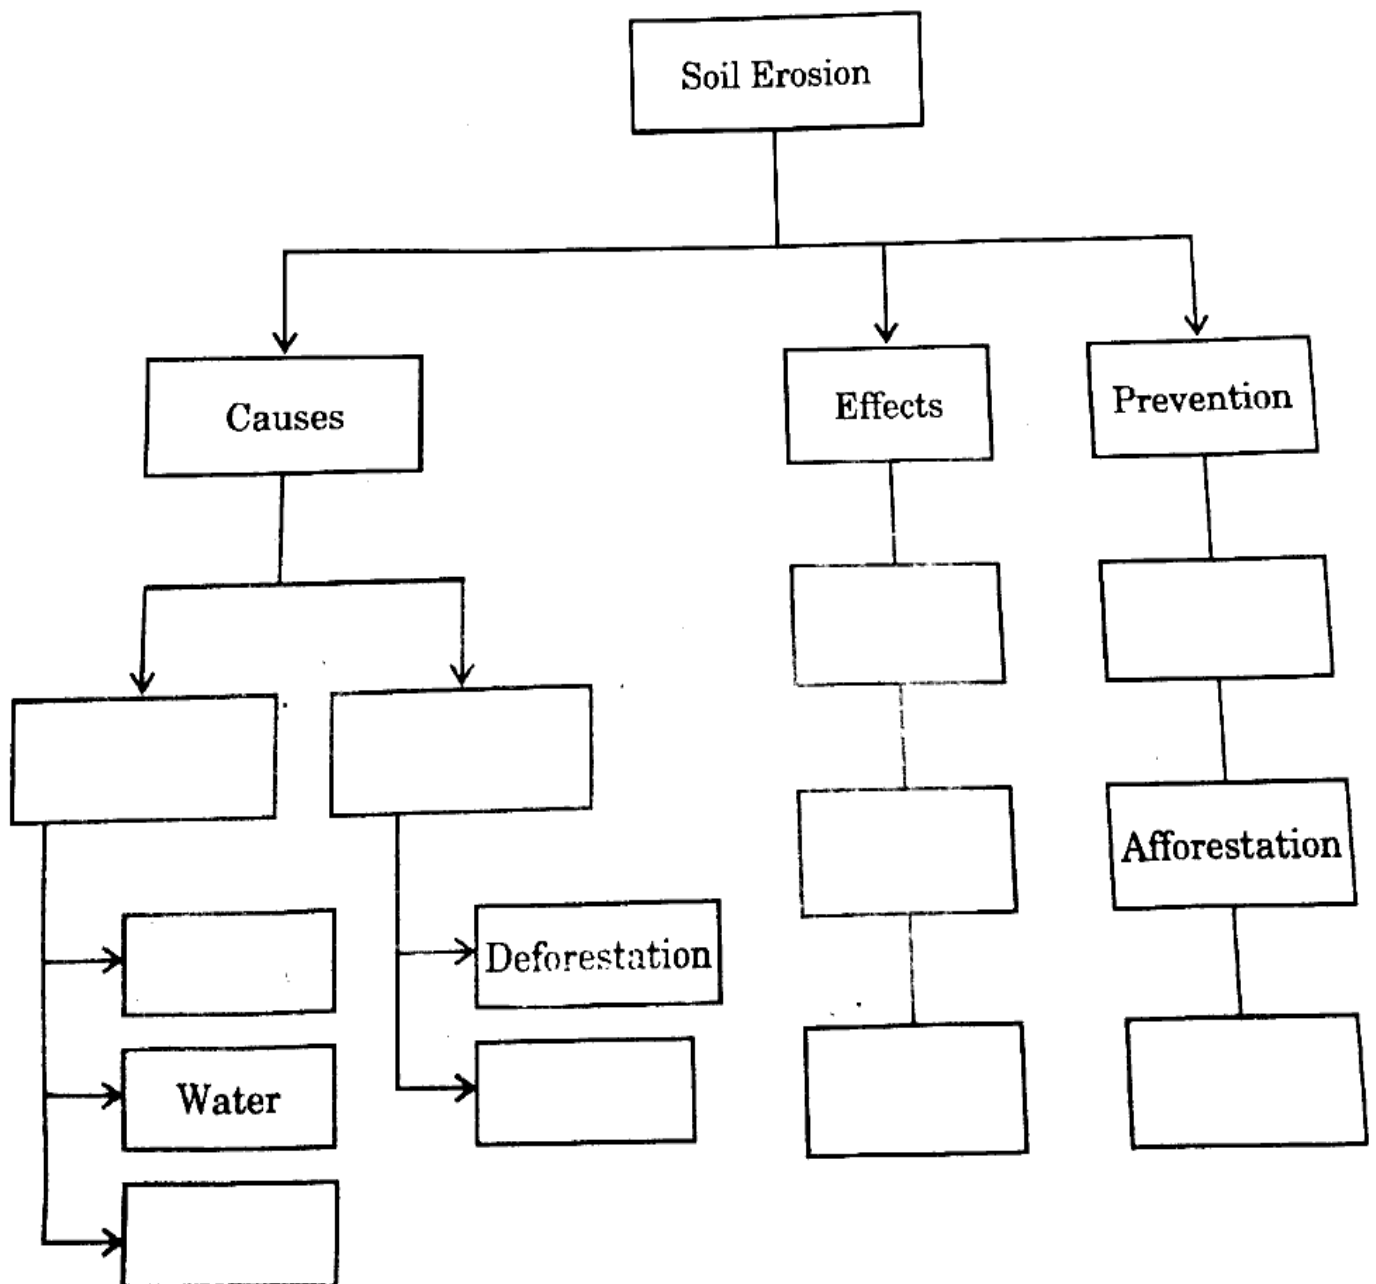 Soil Erosion
Causes
Effects
Prevention
Afforestation
Deforestation
Water